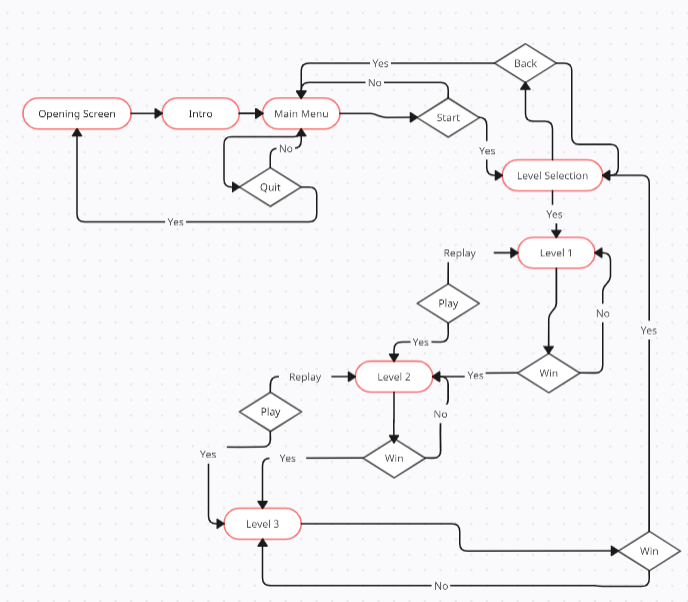 Back
Yes
No
Opening Screen
Intro
Main Menu
Start
No
Yes
Quit
Level Selection
Yes
Yes
Replay
Level 1
Play
No
Yes
Yes
Win
Replay
Level 2
Yes
Play
No
Yes
Yes
Win
Level 3
Win
No